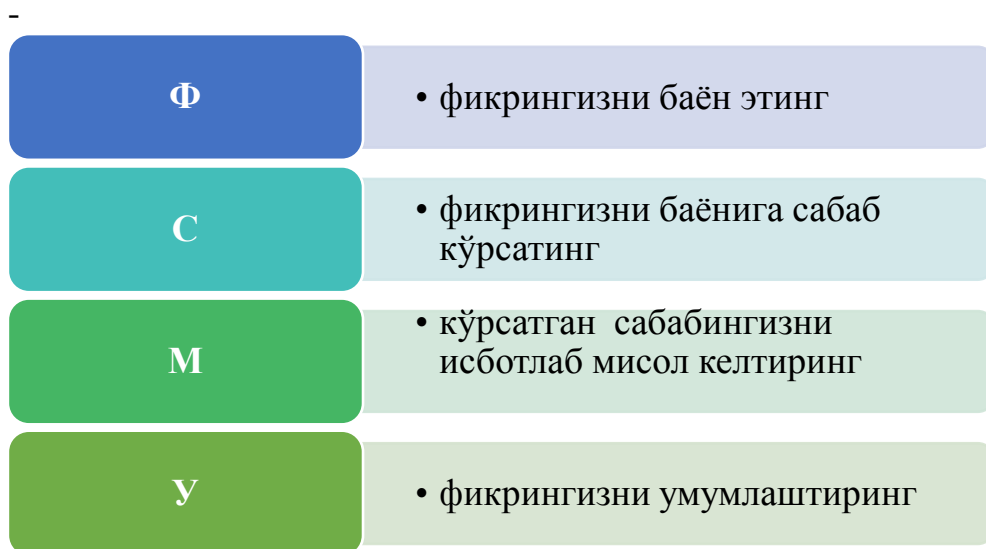 -
Ф
• фикрингизни баён этинг
С
• фикрингизни баёнига сабаб
кўрсатинг
М
• кўрсатган сабабингизни
исботлаб мисол келтиринг
У
• фикрингизни умумлаштиринг